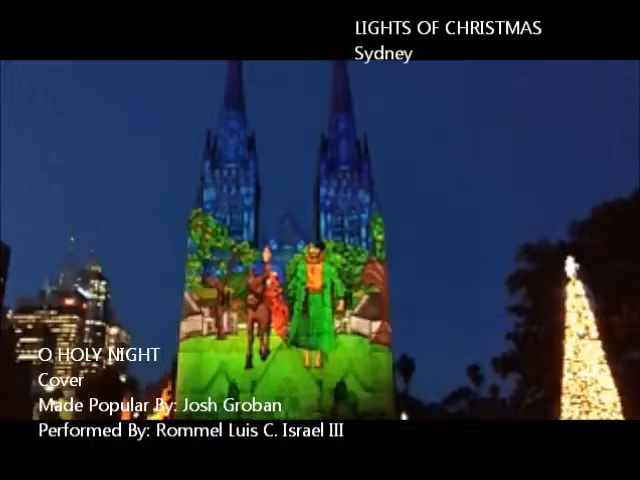 LIGHTS OF CHRISTMAS
Sydney
O HOLY NIGHT
Cover
Made Popular By: Josh Groban
Performed By: Rommel Luis C. Israel III